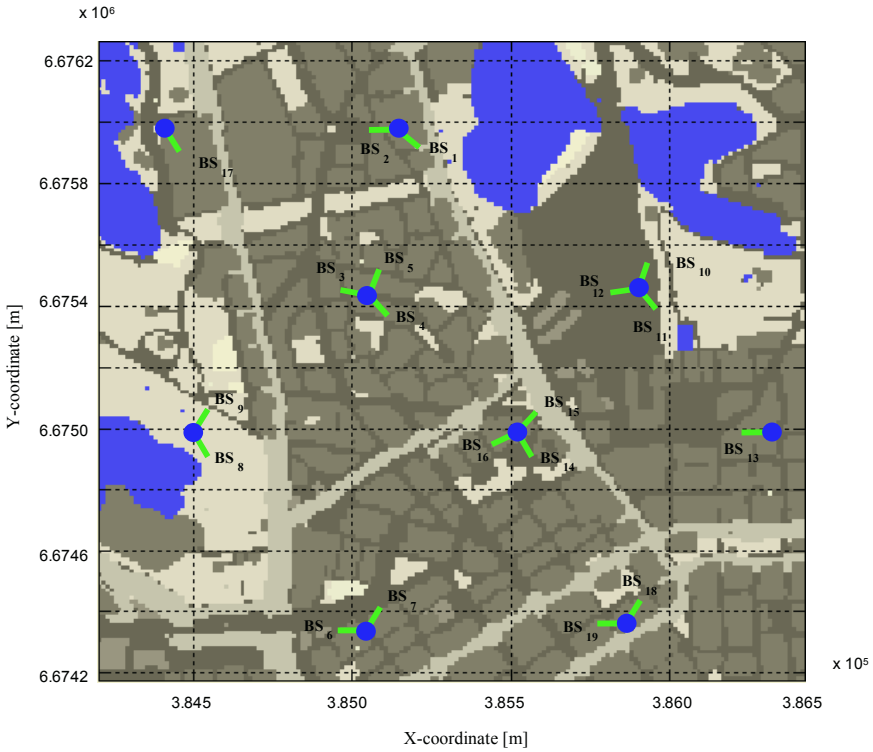 x 10⁶
6.6762
BS 2
BS 1
BS 17
6.6758
BS 5
BS 3
BS 10
BS 12
6.6754
BS 4
BS 11
Y-coordinate [m]
BS 9
BS 15
6.6750
BS 16
BS 13
BS 8
BS 14
6.6746
BS 18
BS 7
BS 6
BS 19
6.6742
x 10⁵
3.845
3.850
3.855
3.860
3.865
X-coordinate [m]